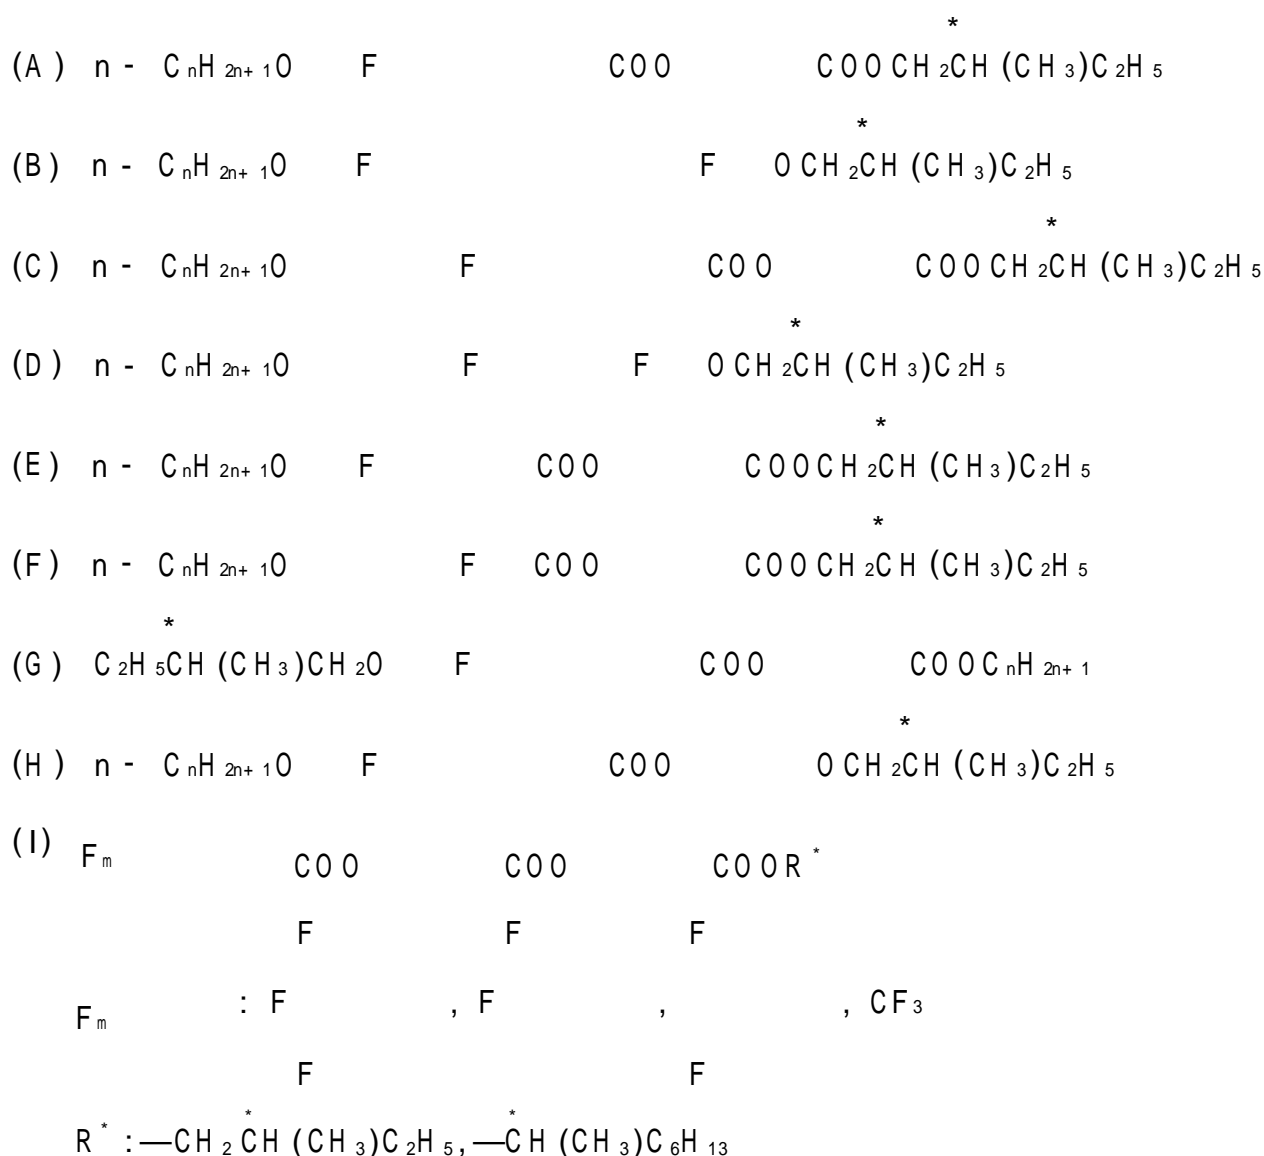 *
(A) n- CnH2n+1O F COO COOCH2CH(CH3)C2H5
*
(B) n- CnH2n+1O F F OCH2CH(CH3)C2H5
*
(C) n- CnH2n+1O F COO COOCH2CH(CH3)C2H5
*
(D) n- CnH2n+1O F F OCH2CH(CH3)C2H5
*
(E) n- CnH2n+1O F COO COOCH2CH(CH3)C2H5
*
(F) n- CnH2n+1O F COO COOCH2CH(CH3)C2H5
*
(G) C2H5CH(CH3)CH2O F COO COOCnH2n+1
*
(H) n- CnH2n+1O F COO OCH2CH(CH3)C2H5
(I) Fm COO COO COOR*
F F F
Fm : F , F , , CF3
F F
* *
R* :—CH2CH(CH3)C2H5,—CH(CH3)C6H13